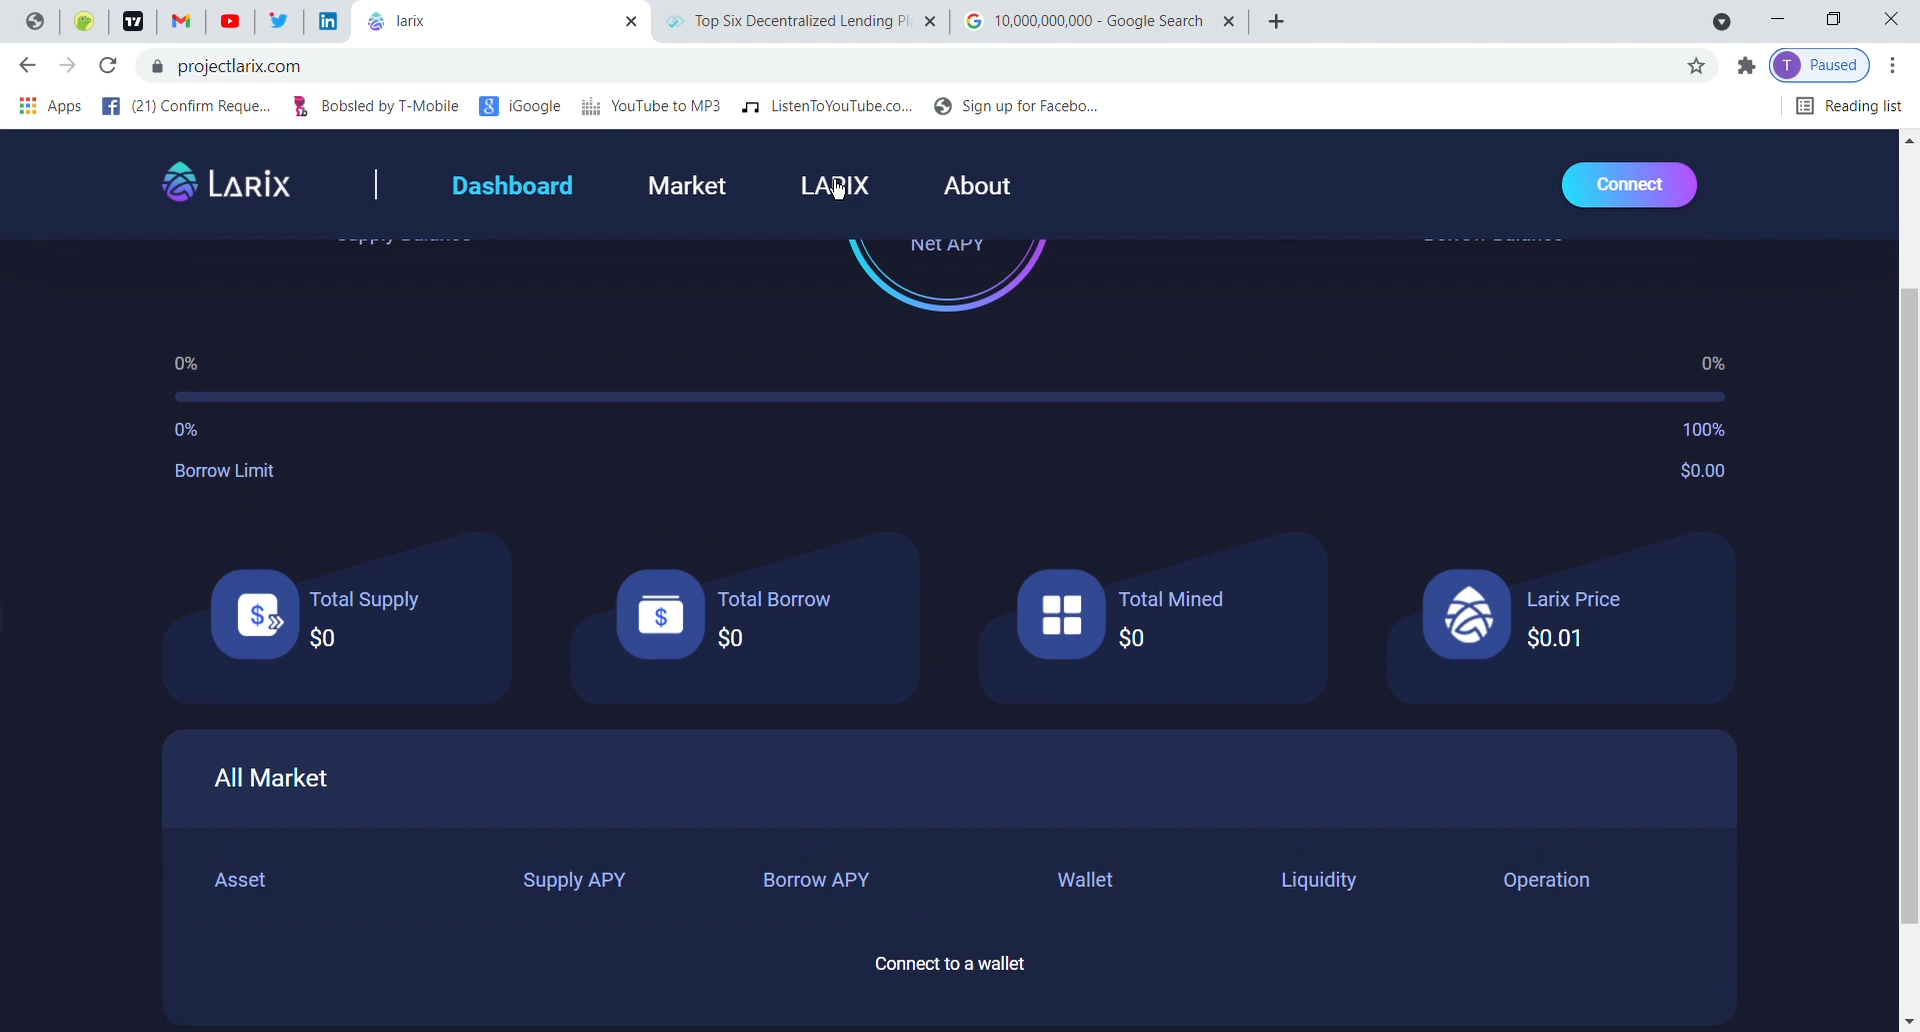 larix
Top Six Decentralized Lending Pl
10,000,000,000 - Google Search
projectlarix.com
T Paused
Apps
(21) Confirm Reque...
Bobsled by T-Mobile
iGoogle
YouTube to MP3
ListenToYouTube.co...
Sign up for Facebo...
Reading list
LARIX
Dashboard
Market
LARIX
About
Connect
Supply Balance
Net APY
Borrow Balance
0%
0%
0%
100%
Borrow Limit
$0.00
Total Supply
$0
Total Borrow
$0
Total Mined
$0
Larix Price
$0.01
All Market
Asset
Supply APY
Borrow APY
Wallet
Liquidity
Operation
Connect to a wallet